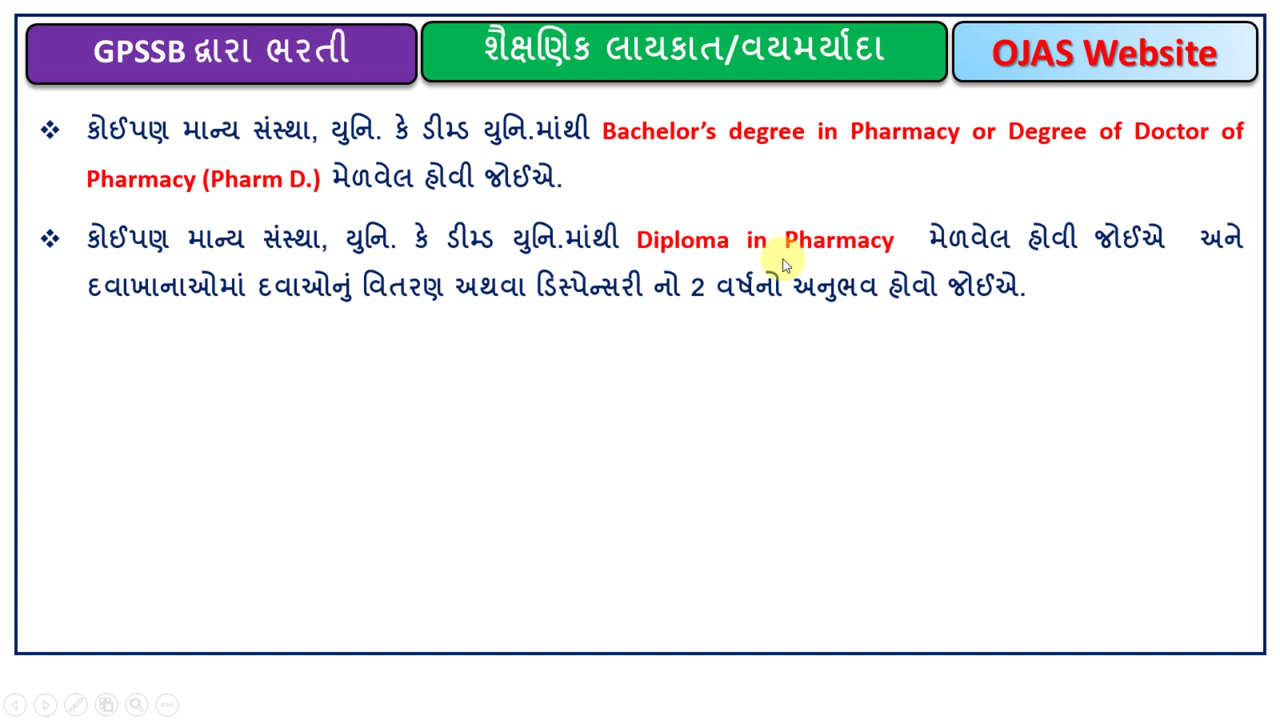 GPSSB દ્વારા ભરતી
શૈક્ષણિક લાયકાત/વયમર્યાદા
OJAS Website
❖ કોઈપણ માન્ય સંસ્થા, યુનિ. કે ડીમ્ડ યુનિ.માંથી Bachelor’s degree in Pharmacy or Degree of Doctor of
Pharmacy (Pharm D.) મેળવેલ હોવી જોઈએ.
❖ કોઈપણ માન્ય સંસ્થા, યુનિ. કે ડીમ્ડ યુનિ.માંથી Diploma in Pharmacy મેળવેલ હોવી જોઈએ અને
દવાખાનાઓમાં દવાઓનું વિતરણ અથવા ડિસ્પેન્સરી નો 2 વર્ષનો અનુભવ હોવો જોઈએ.